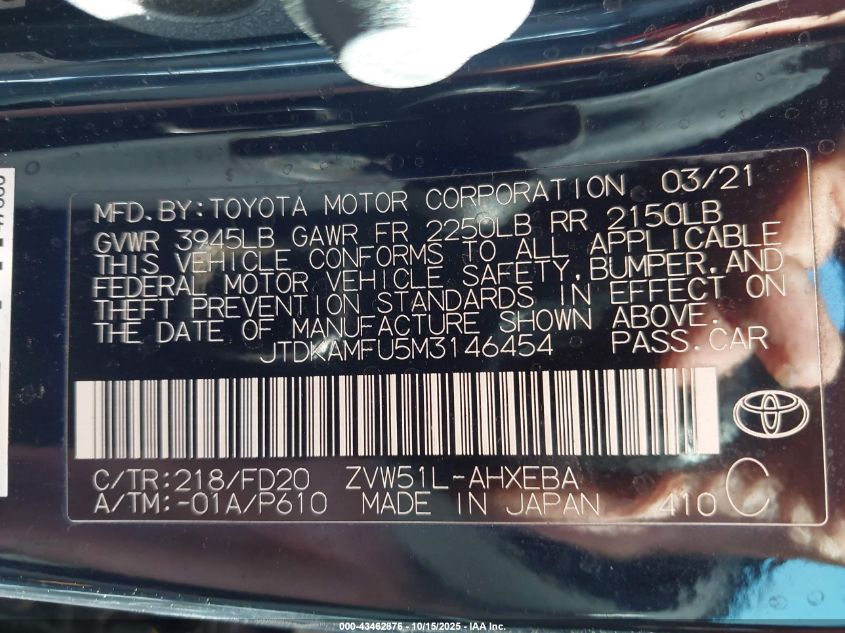 MFD.BY:TOYOTA MOTOR CORPORATION 03/21
GVWR 3945LB GAWR FR 2250LB RR 2150LB
THIS VEHICLE CONFORMS TO ALL APPLICABLE
FEDERAL MOTOR VEHICLE SAFETY,BUMPER,AND
THEFT PREVENTION STANDARDS IN EFFECT ON
THE DATE OF MANUFACTURE SHOWN ABOVE.
JTDKAMFU5M3146454 PASS.CAR
C/TR:218/FD20 ZVW51L-AHXEBA C
A/TM:-01A/P610 MADE IN JAPAN 410
000-43462876 - 10/15/2025 - IAA Inc.